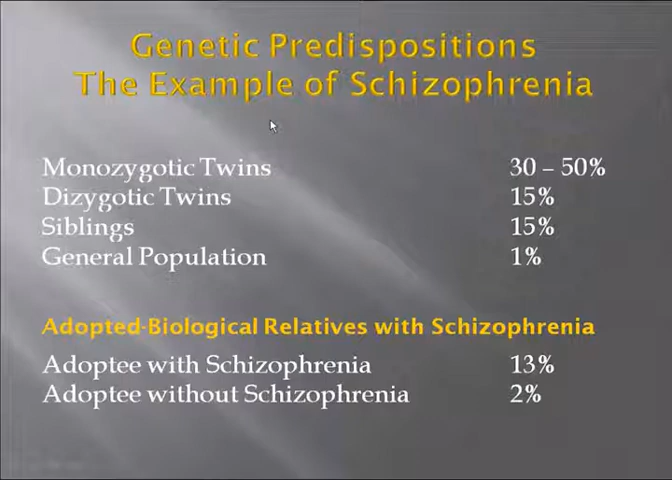 Genetic Predispositions
The Example of Schizophrenia
Monozygotic Twins 30 – 50%
Dizygotic Twins 15%
Siblings 15%
General Population 1%
Adopted-Biological Relatives with Schizophrenia
Adoptee with Schizophrenia 13%
Adoptee without Schizophrenia 2%